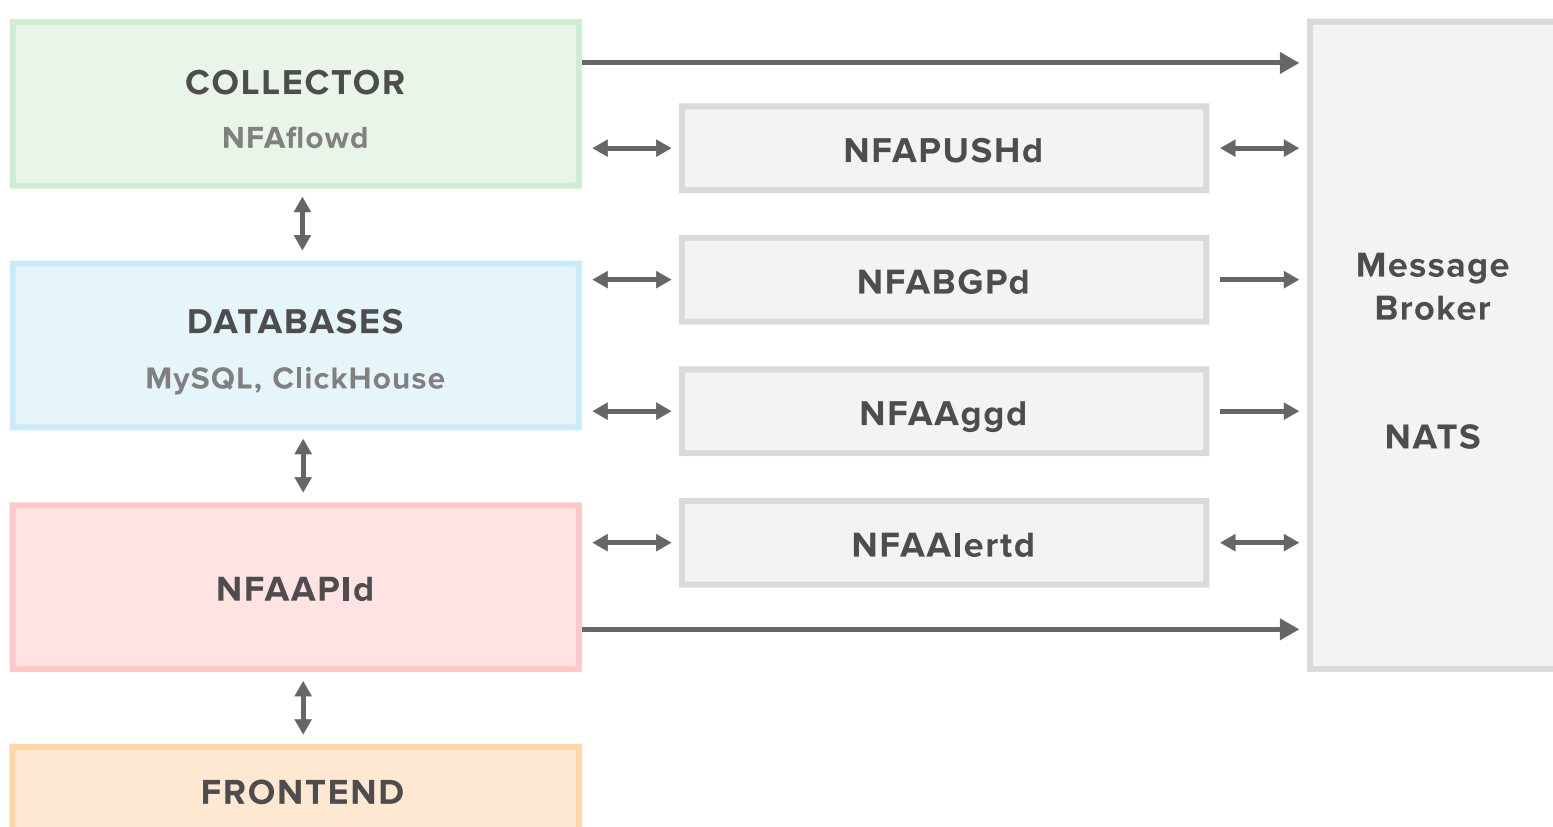 COLLECTOR
NFAflowd
NFAPUSHd
DATABASES
MySQL, ClickHouse
NFABGPd
NFAAggd
Message
Broker
NATS
NFAAPId
NFAAlertd
FRONTEND